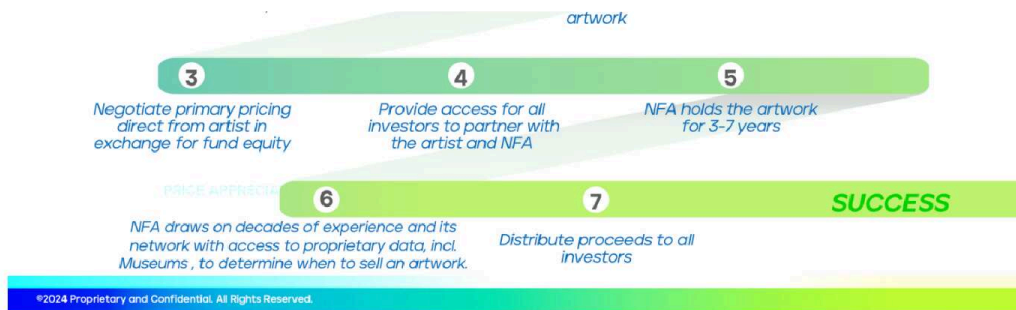 artwork
3
4
5
Negotiate primary pricing
direct from artist in
exchange for fund equity
Provide access for all
investors to partner with
the artist and NFA
NFA holds the artwork
for 3-7 years
6
7
SUCCESS
NFA draws on decades of experience and its
network with access to proprietary data, incl.
Museums , to determine when to sell an artwork.
Distribute proceeds to all
investors
©2024 Proprietary and Confidential. All Rights Reserved.